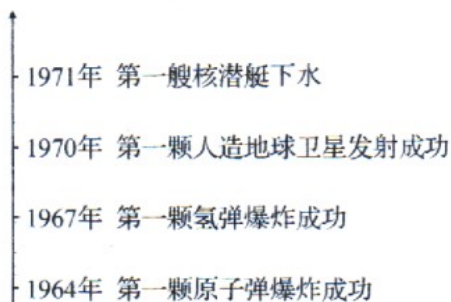 1971年 第一艘核潜艇下水
1970年 第一颗人造地球卫星发射成功
1967年 第一颗氢弹爆炸成功
1964年 第一颗原子弹爆炸成功